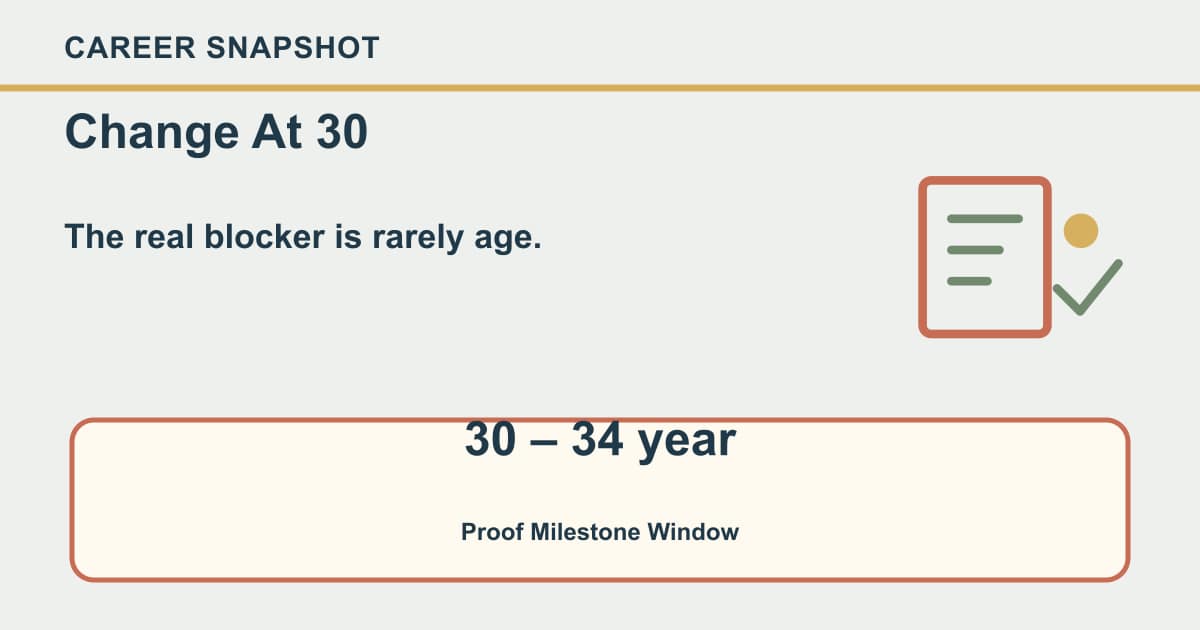 CAREER SNAPSHOT
Change At 30
The real blocker is rarely age.
30 – 34 year
Proof Milestone Window